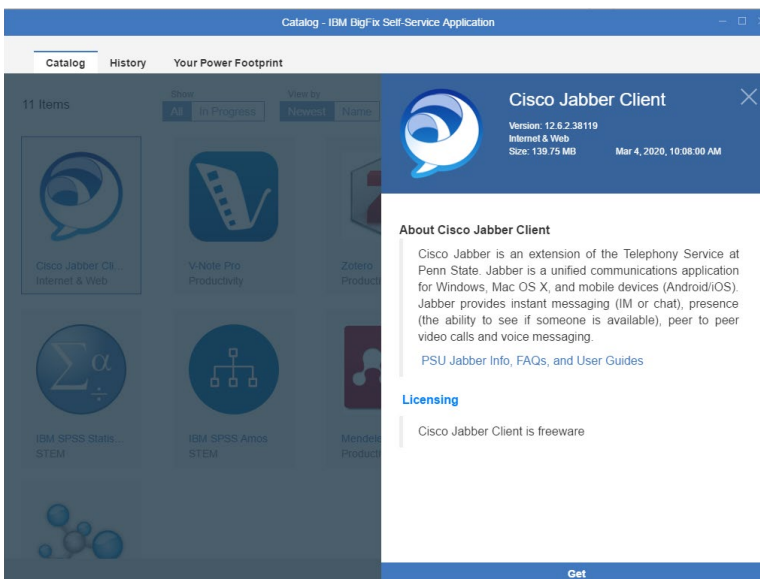 Catalog - IBM BigFix Self-Service Application
Catalog History Your Power Footprint
11 Items
Show
All In Progress
View by
Newest Name
Cisco Jabber Cli...
Internet & Web
V-Note Pro
Productivity
Zotero
Producti
IBM SPSS Statis...
STEM
IBM SPSS Amos
STEM
Mendele
Producti
Cisco Jabber Client
Version: 12.6.2.38119
Internet & Web
Size: 139.75 MB Mar 4, 2020, 10:08:00 AM
About Cisco Jabber Client
Cisco Jabber is an extension of the Telephony Service at
Penn State. Jabber is a unified communications application
for Windows, Mac OS X, and mobile devices (Android/iOS).
Jabber provides instant messaging (IM or chat), presence
(the ability to see if someone is available), peer to peer
video calls and voice messaging.
PSU Jabber Info, FAQs, and User Guides
Licensing
Cisco Jabber Client is freeware
Get